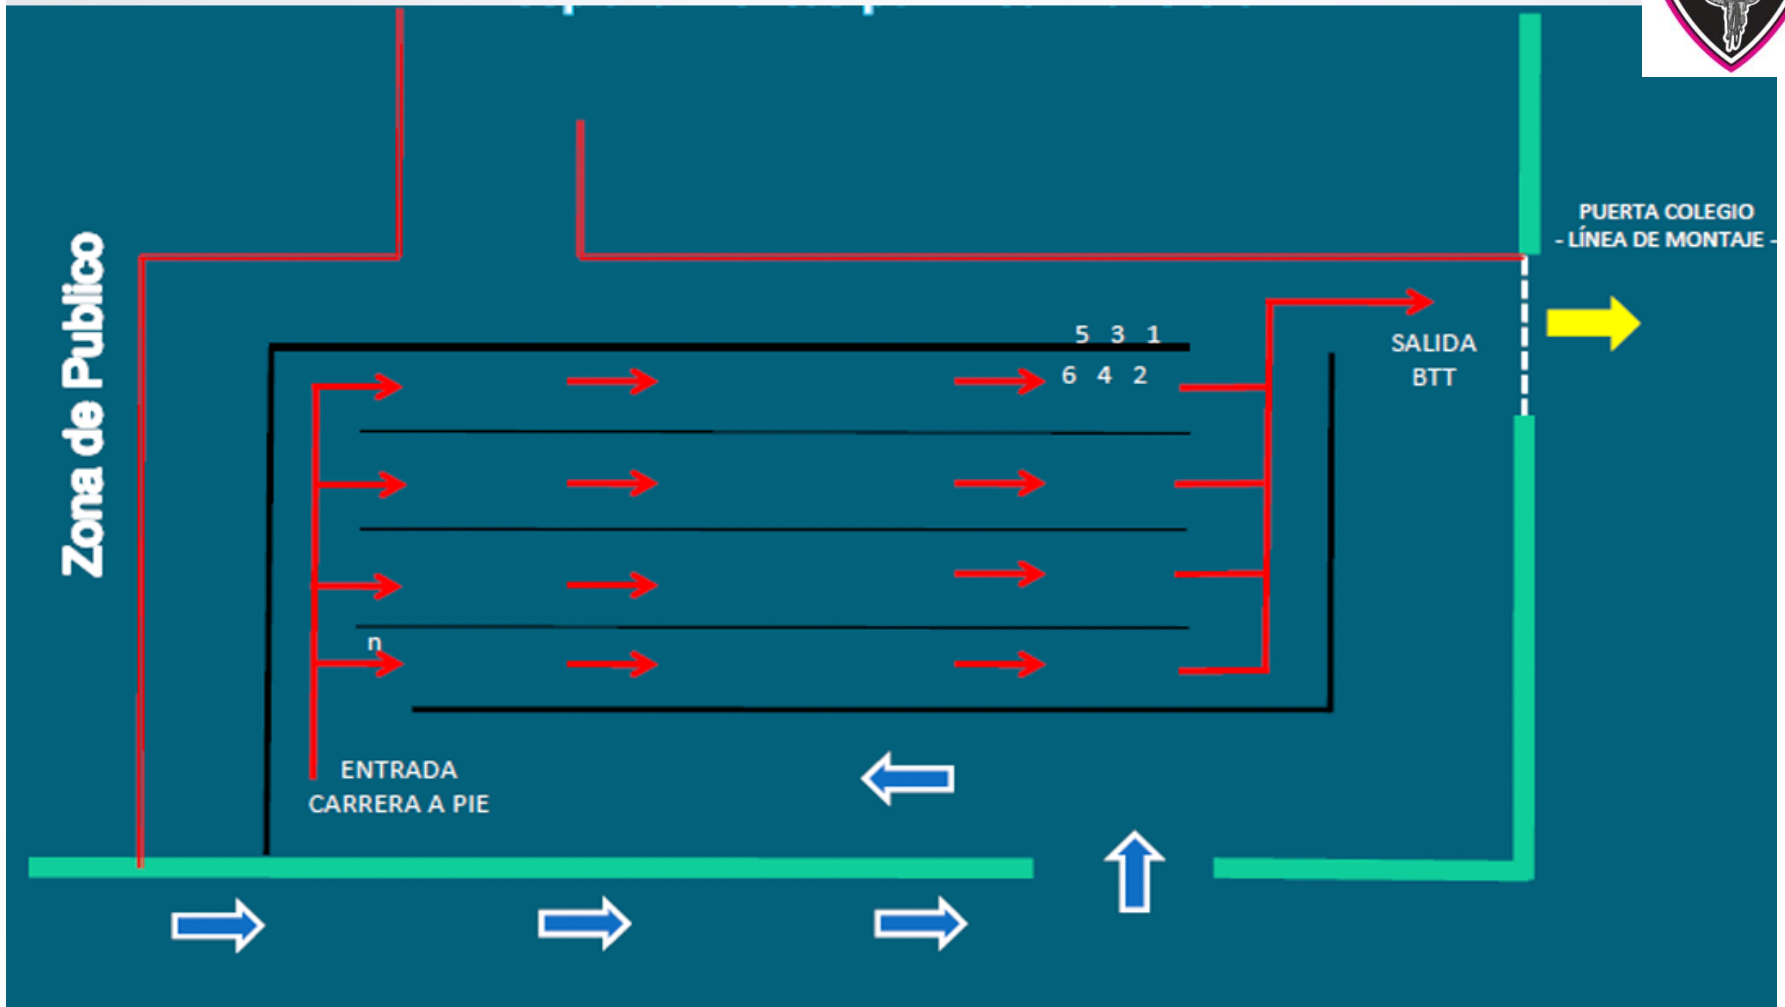 PUERTA COLEGIO
- LÍNEA DE MONTAJE -
Zona de Publico
5 3 1
6 4 2
SALIDA
BTT
n
ENTRADA
CARRERA A PIE